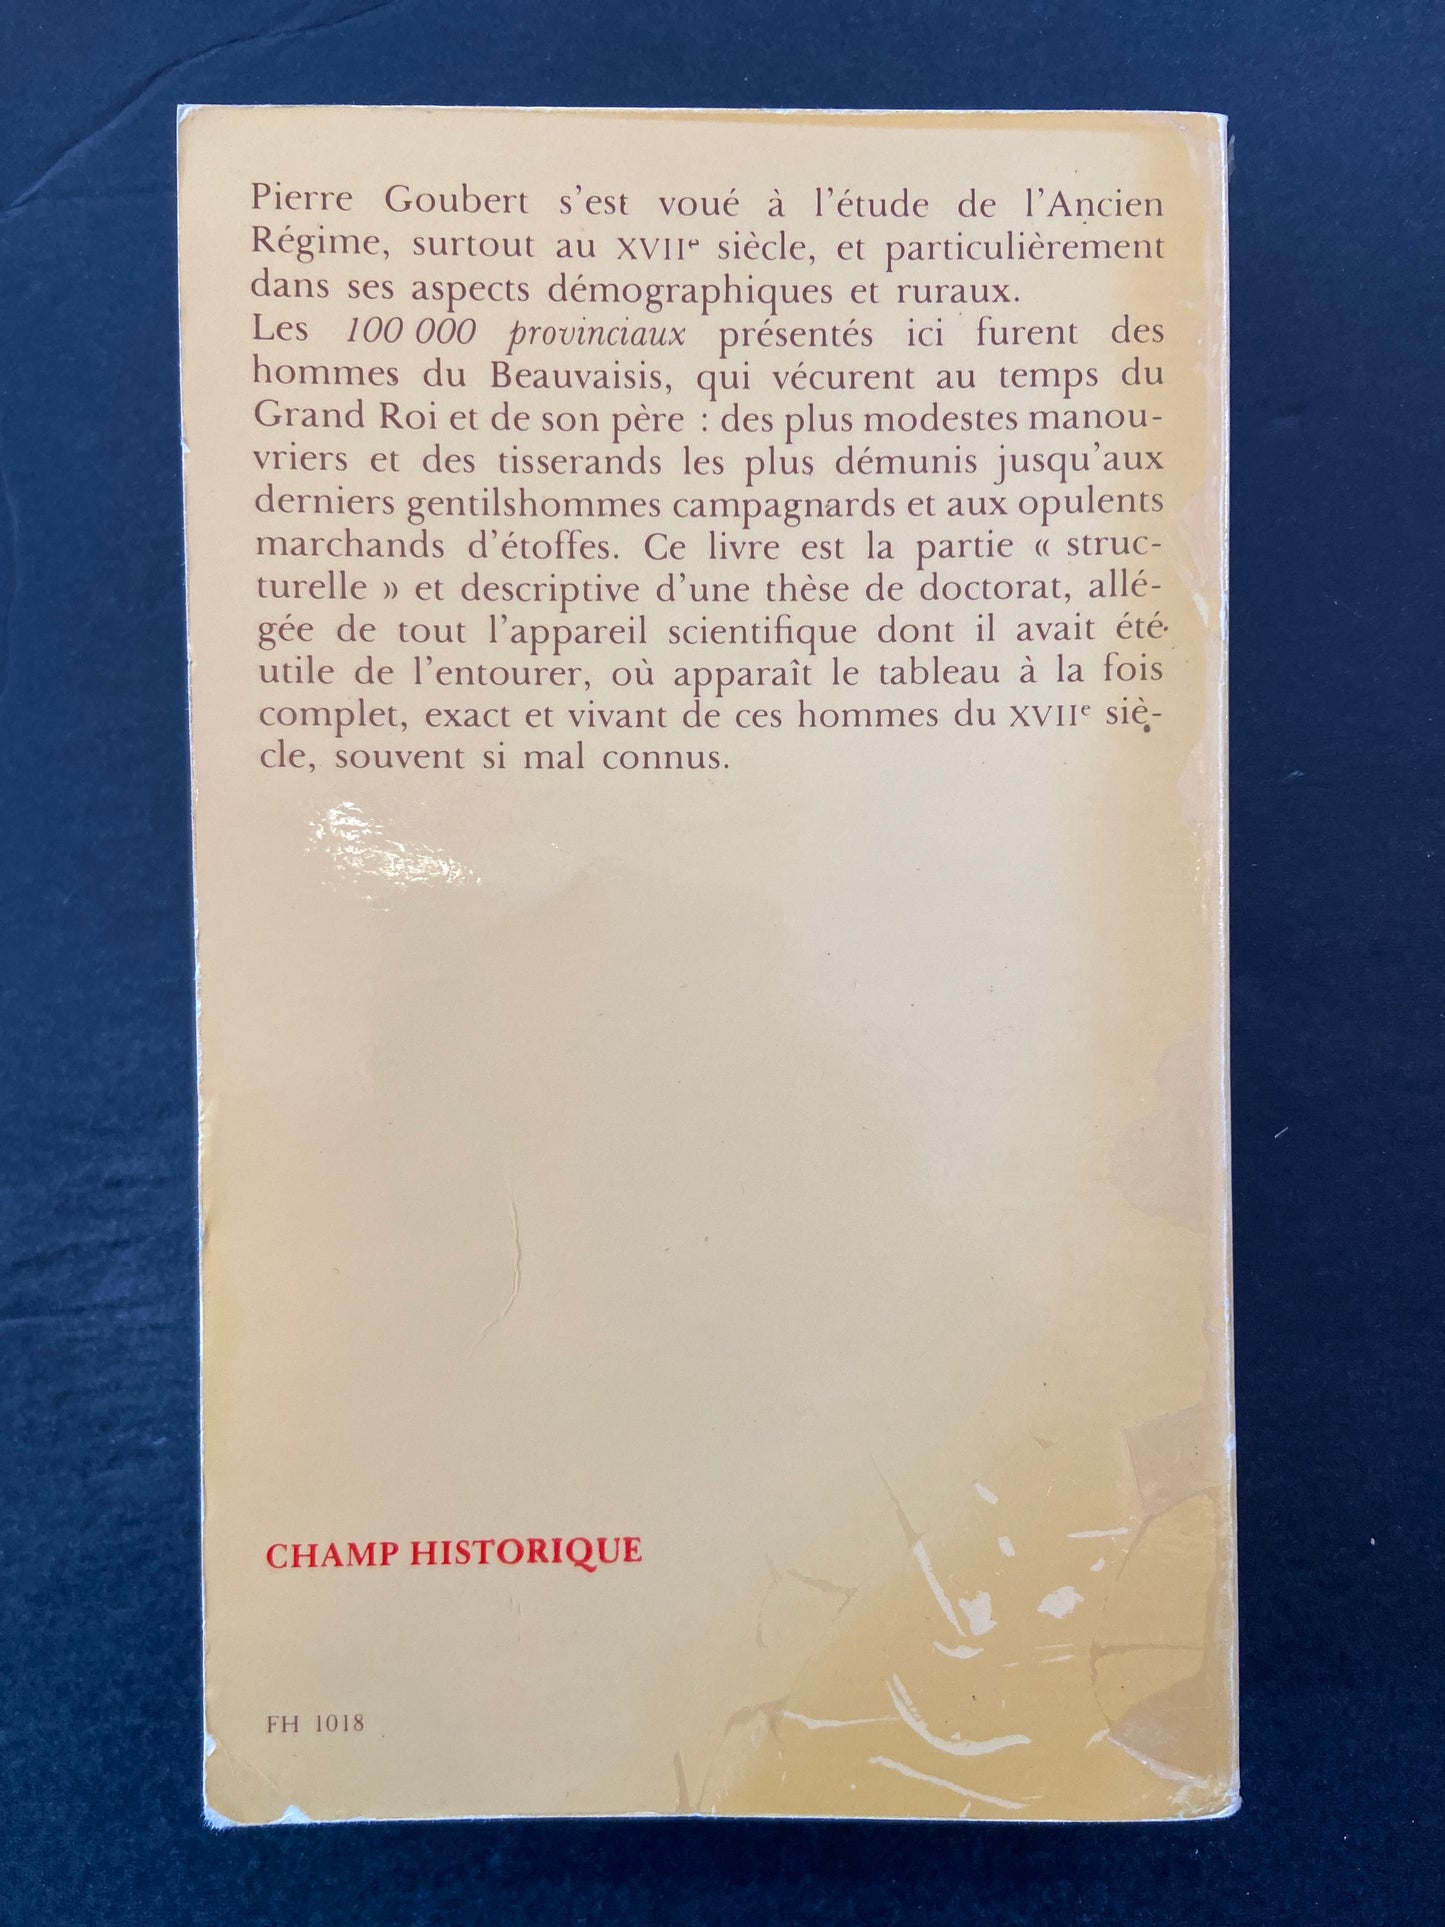 Pierre Goubert s'est voué à l'étude de l'Ancien
Régime, surtout au XVIIe siècle, et particulièrement
dans ses aspects démographiques et ruraux.
Les 100 000 provinciaux présentés ici furent des
hommes du Beauvaisis, qui vécurent au temps du
Grand Roi et de son père : des plus modestes manou-
vriers et des tisserands les plus démunis jusqu'aux
derniers gentilshommes campagnards et aux opulents
marchands d'étoffes. Ce livre est la partie « struc-
turelle » et descriptive d'une thèse de doctorat, allé-
gée de tout l'appareil scientifique dont il avait été
utile de l'entourer, où apparaît le tableau à la fois
complet, exact et vivant de ces hommes du XVIIe siè-
cle, souvent si mal connus.
CHAMP HISTORIQUE
FH 1018